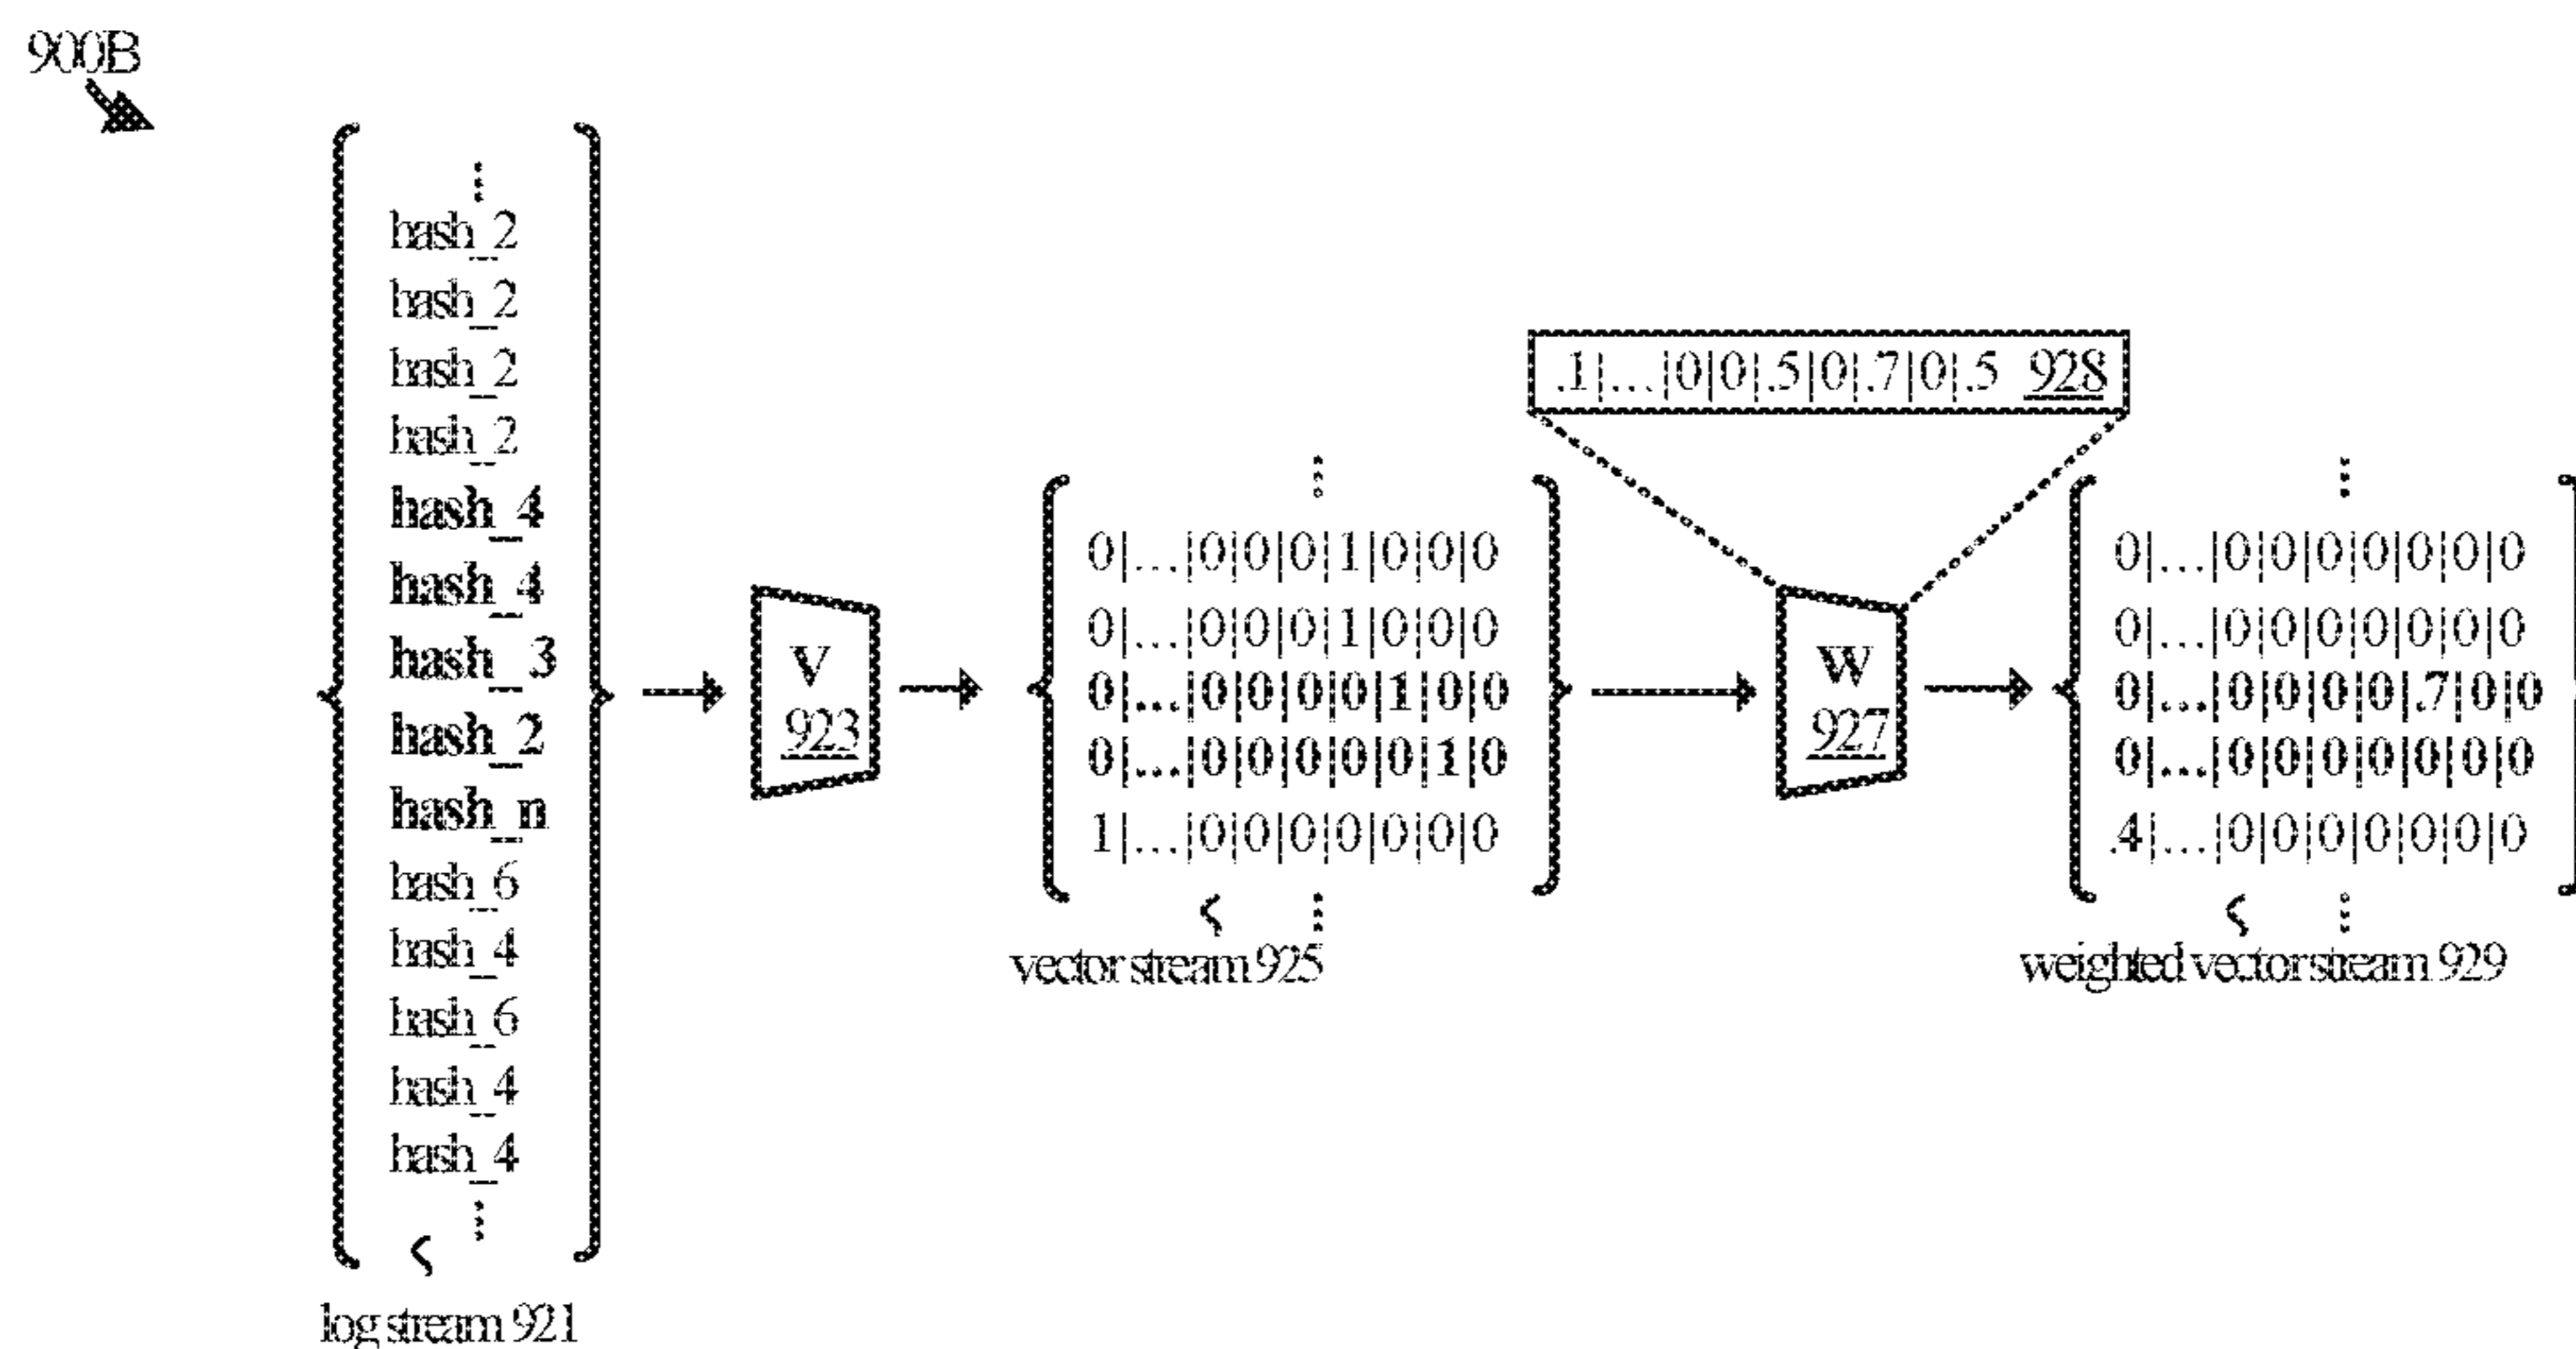 900B
hash_2
hash_2
hash_2
hash_2
hash_4
hash_4
hash_3
hash_2
hash_n
hash_6
hash_4
hash_6
hash_4
hash_4
log stream 921
V
923
0|...|0|0|0|1|0|0|0
0|...|0|0|0|1|0|0|0
0|...|0|0|0|0|1|0|0
0|...|0|0|0|0|0|1|0
1|...|0|0|0|0|0|0|0
vector stream 925
.1|...|0|0|.5|0|.7|0|.5 928
W
927
0|...|0|0|0|0|0|0|0
0|...|0|0|0|0|0|0|0
0|...|0|0|0|0|.7|0|0
0|...|0|0|0|0|0|0|0
.4|...|0|0|0|0|0|0|0
weighted vector stream 929